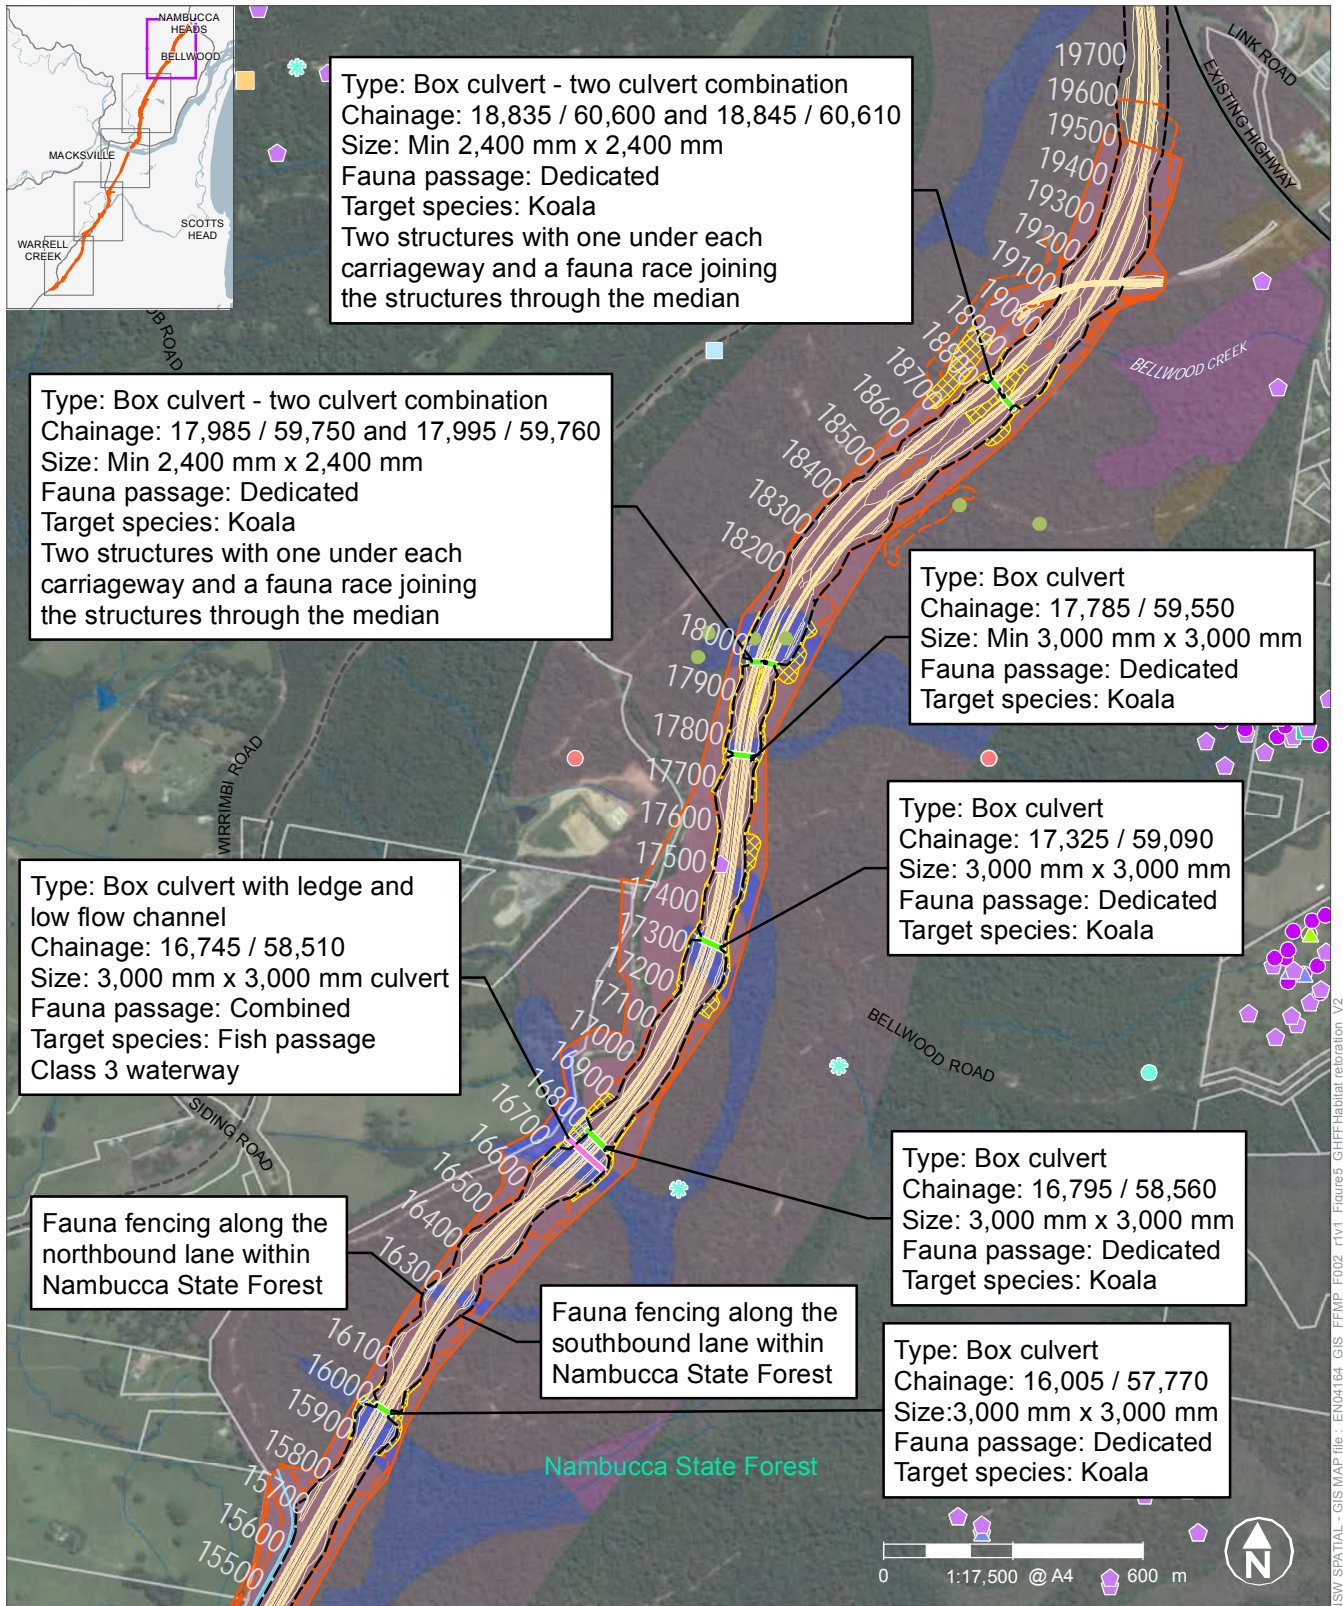 NAMBUCCA
HEADS
BELLWOOD
MACKSVILLE
SCOTTS
HEAD
WARRELL
CREEK
Type: Box culvert - two culvert combination
Chainage: 18,835 / 60,600 and 18,845 / 60,610
Size: Min 2,400 mm x 2,400 mm
Fauna passage: Dedicated
Target species: Koala
Two structures with one under each
carriageway and a fauna race joining
the structures through the median
LINK ROAD
EXISTING HIGHWAY
19700
19600
19500
19400
19300
19200
19100
19000
18900
18800
18700
18600
18500
18400
18300
18200
BELLWOOD CREEK
OB ROAD
Type: Box culvert - two culvert combination
Chainage: 17,985 / 59,750 and 17,995 / 59,760
Size: Min 2,400 mm x 2,400 mm
Fauna passage: Dedicated
Target species: Koala
Two structures with one under each
carriageway and a fauna race joining
the structures through the median
Type: Box culvert
Chainage: 17,785 / 59,550
Size: Min 3,000 mm x 3,000 mm
Fauna passage: Dedicated
Target species: Koala
18000
17900
17800
17700
17600
17500
17400
17300
17200
17100
17000
16900
16800
16700
16600
16500
16400
16300
WIRRIMBI ROAD
Type: Box culvert
Chainage: 17,325 / 59,090
Size: 3,000 mm x 3,000 mm
Fauna passage: Dedicated
Target species: Koala
Type: Box culvert with ledge and
low flow channel
Chainage: 16,745 / 58,510
Size: 3,000 mm x 3,000 mm culvert
Fauna passage: Combined
Target species: Fish passage
Class 3 waterway
BELLWOOD ROAD
SIDING ROAD
Type: Box culvert
Chainage: 16,795 / 58,560
Size: 3,000 mm x 3,000 mm
Fauna passage: Dedicated
Target species: Koala
Fauna fencing along the
northbound lane within
Nambucca State Forest
Fauna fencing along the
southbound lane within
Nambucca State Forest
16100
16000
15900
15800
15700
15600
15500
Type: Box culvert
Chainage: 16,005 / 57,770
Size:3,000 mm x 3,000 mm
Fauna passage: Dedicated
Target species: Koala
Nambucca State Forest
0 1:17,500 @ A4 600 m
N
NSW SPATIAL - GIS MAP file : EN04164_GIS_FFMP_F002_r1v1_Figure5_GHFFHabitat retoration_V2